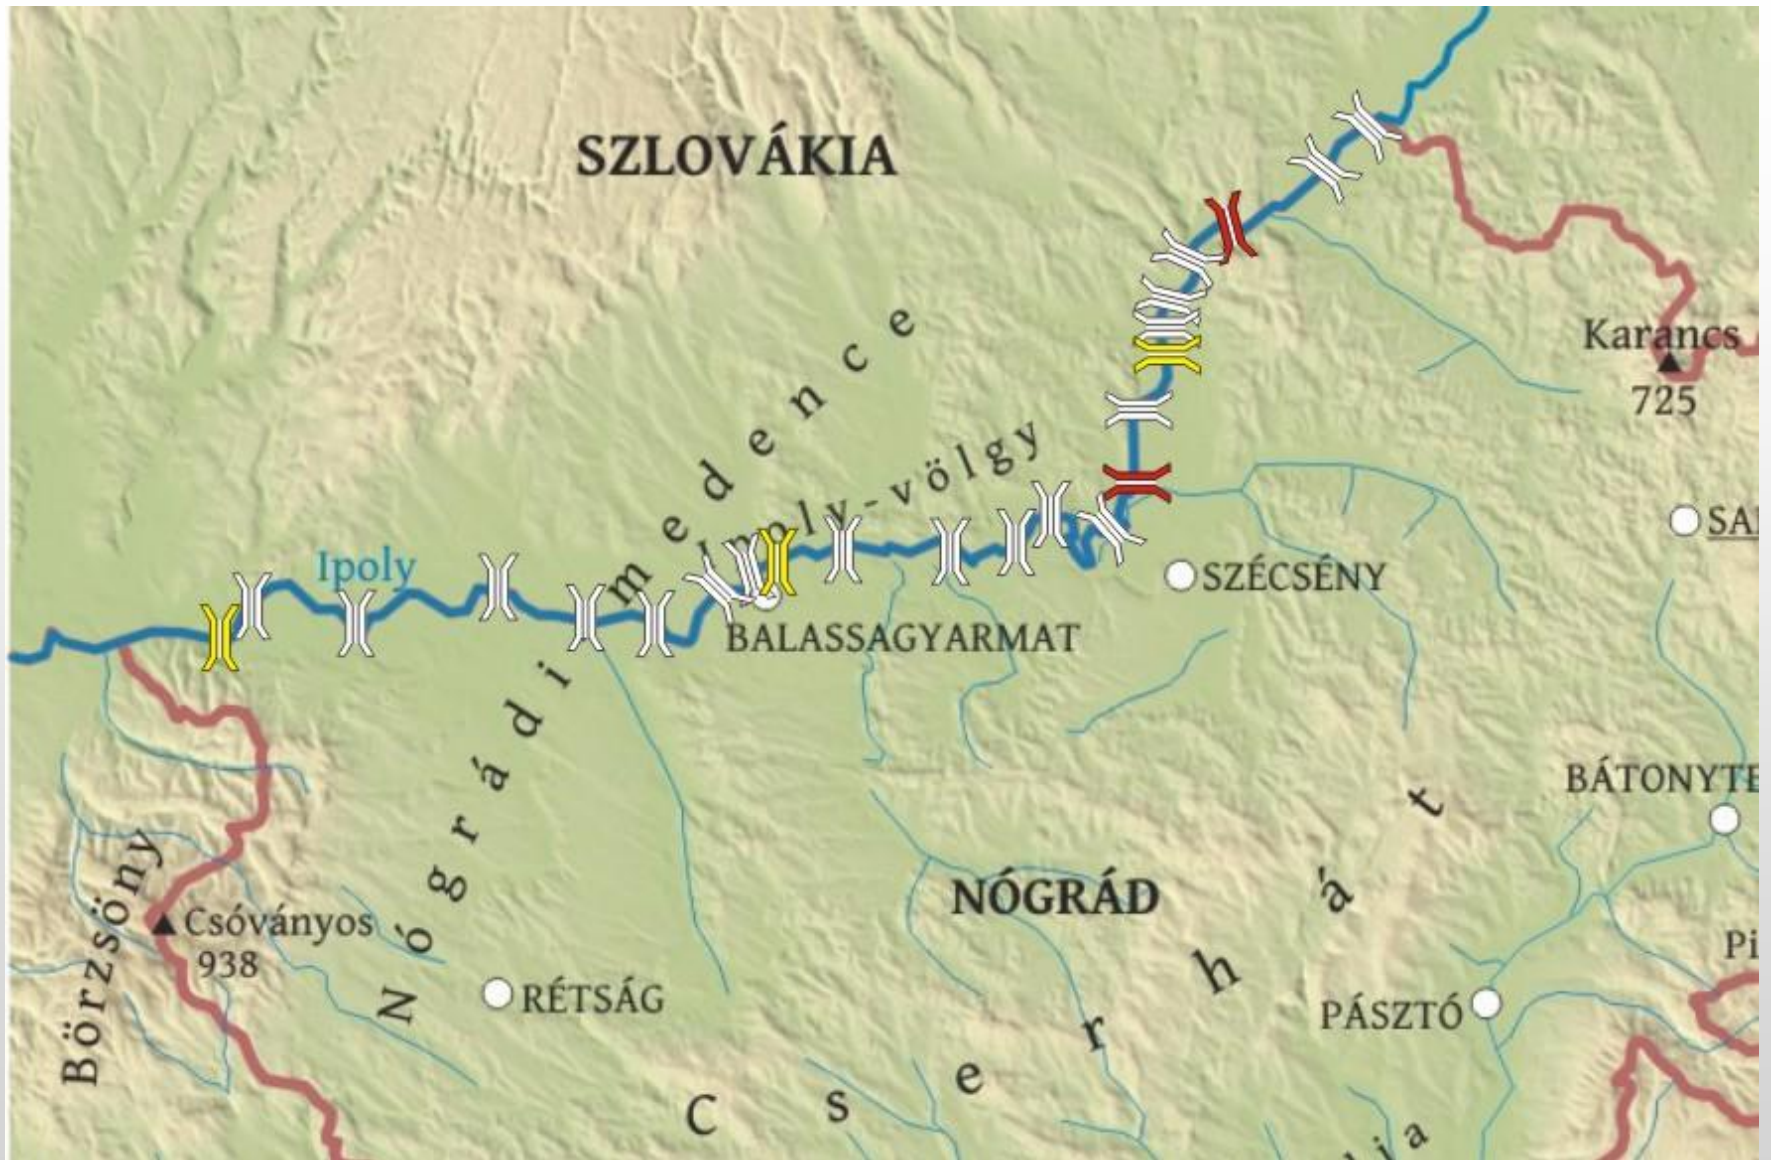 SZLOVÁKIA
Karancs
725
Ipoly-völgy
Ipoly
SZÉCSÉNY
BALASSAGYARMAT
Nógrádi medence
BÁTONYTE
NÓGRÁD
Csóványos
938
Börzsöny
RÉTSÁG
PÁSZTÓ
Cserhát
SA
Pi